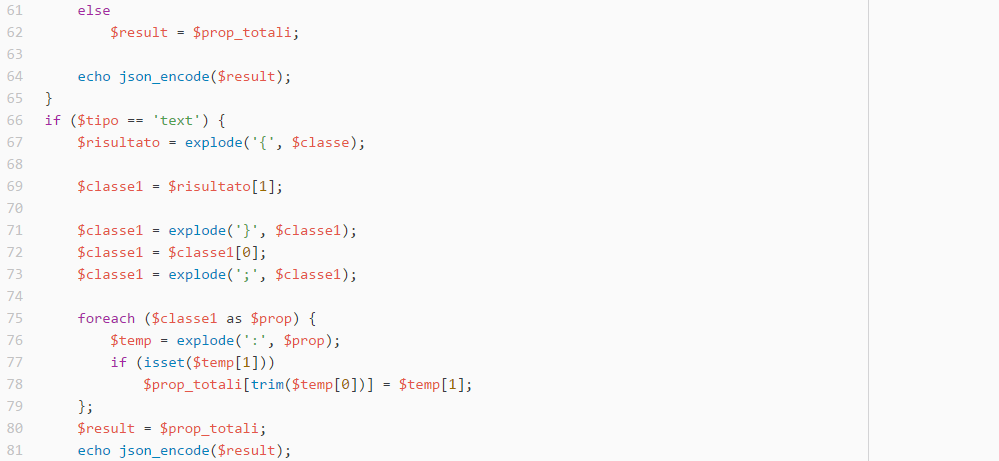 61 else
62 $result = $prop_totali;
63
64 echo json_encode($result);
65 }
66 if ($tipo == 'text') {
67 $risultato = explode('{', $classe);
68
69 $classe1 = $risultato[1];
70
71 $classe1 = explode('}', $classe1);
72 $classe1 = $classe1[0];
73 $classe1 = explode(';', $classe1);
74
75 foreach ($classe1 as $prop) {
76 $temp = explode(':', $prop);
77 if (isset($temp[1]))
78 $prop_totali[trim($temp[0])] = $temp[1];
79 };
80 $result = $prop_totali;
81 echo json_encode($result);